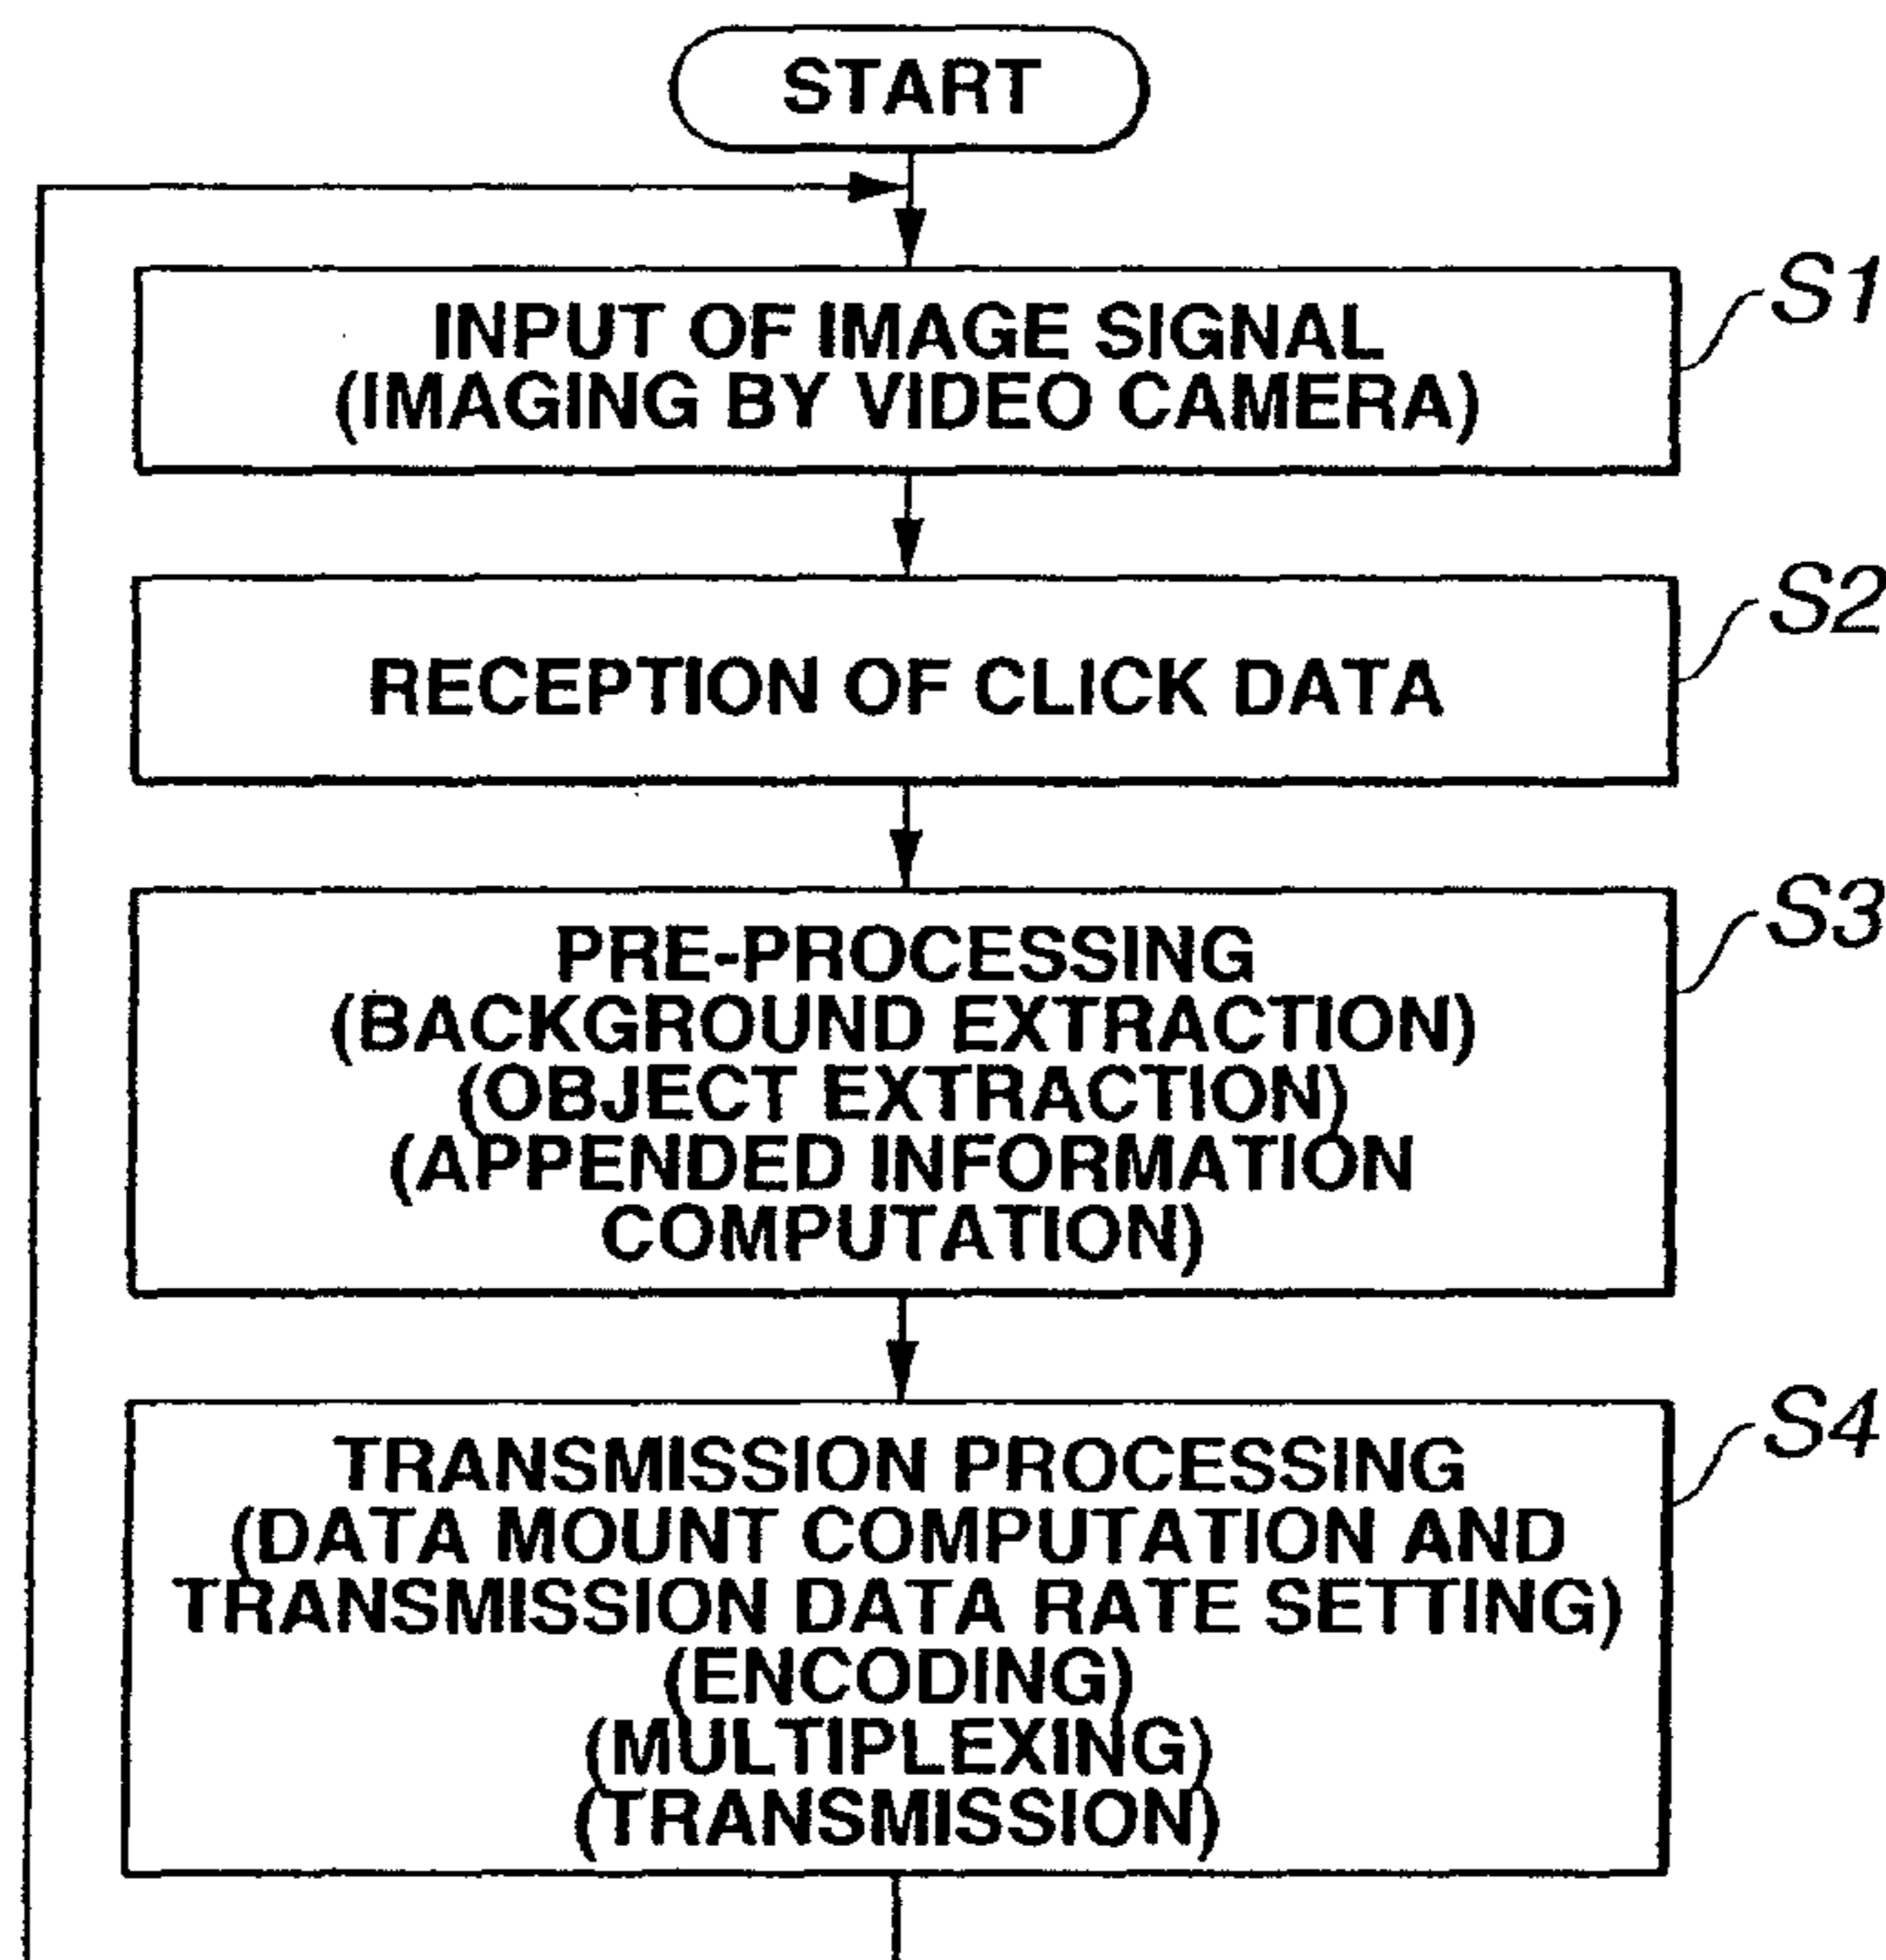 START
INPUT OF IMAGE SIGNAL
(IMAGING BY VIDEO CAMERA)
S1
RECEPTION OF CLICK DATA
S2
PRE-PROCESSING
(BACKGROUND EXTRACTION)
(OBJECT EXTRACTION)
(APPENDED INFORMATION
COMPUTATION)
S3
TRANSMISSION PROCESSING
(DATA MOUNT COMPUTATION AND
TRANSMISSION DATA RATE SETTING)
(ENCODING)
(MULTIPLEXING)
(TRANSMISSION)
S4